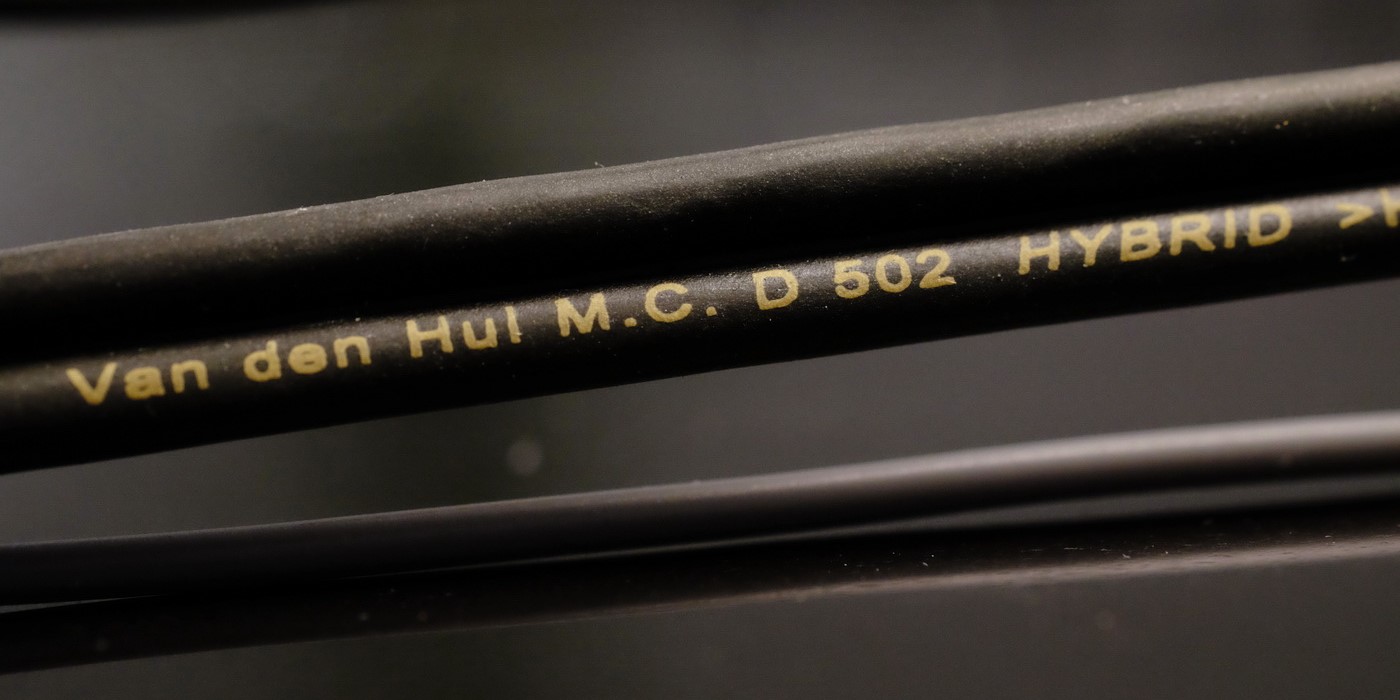 Van den Hul M.C. D 502 HYBRID >